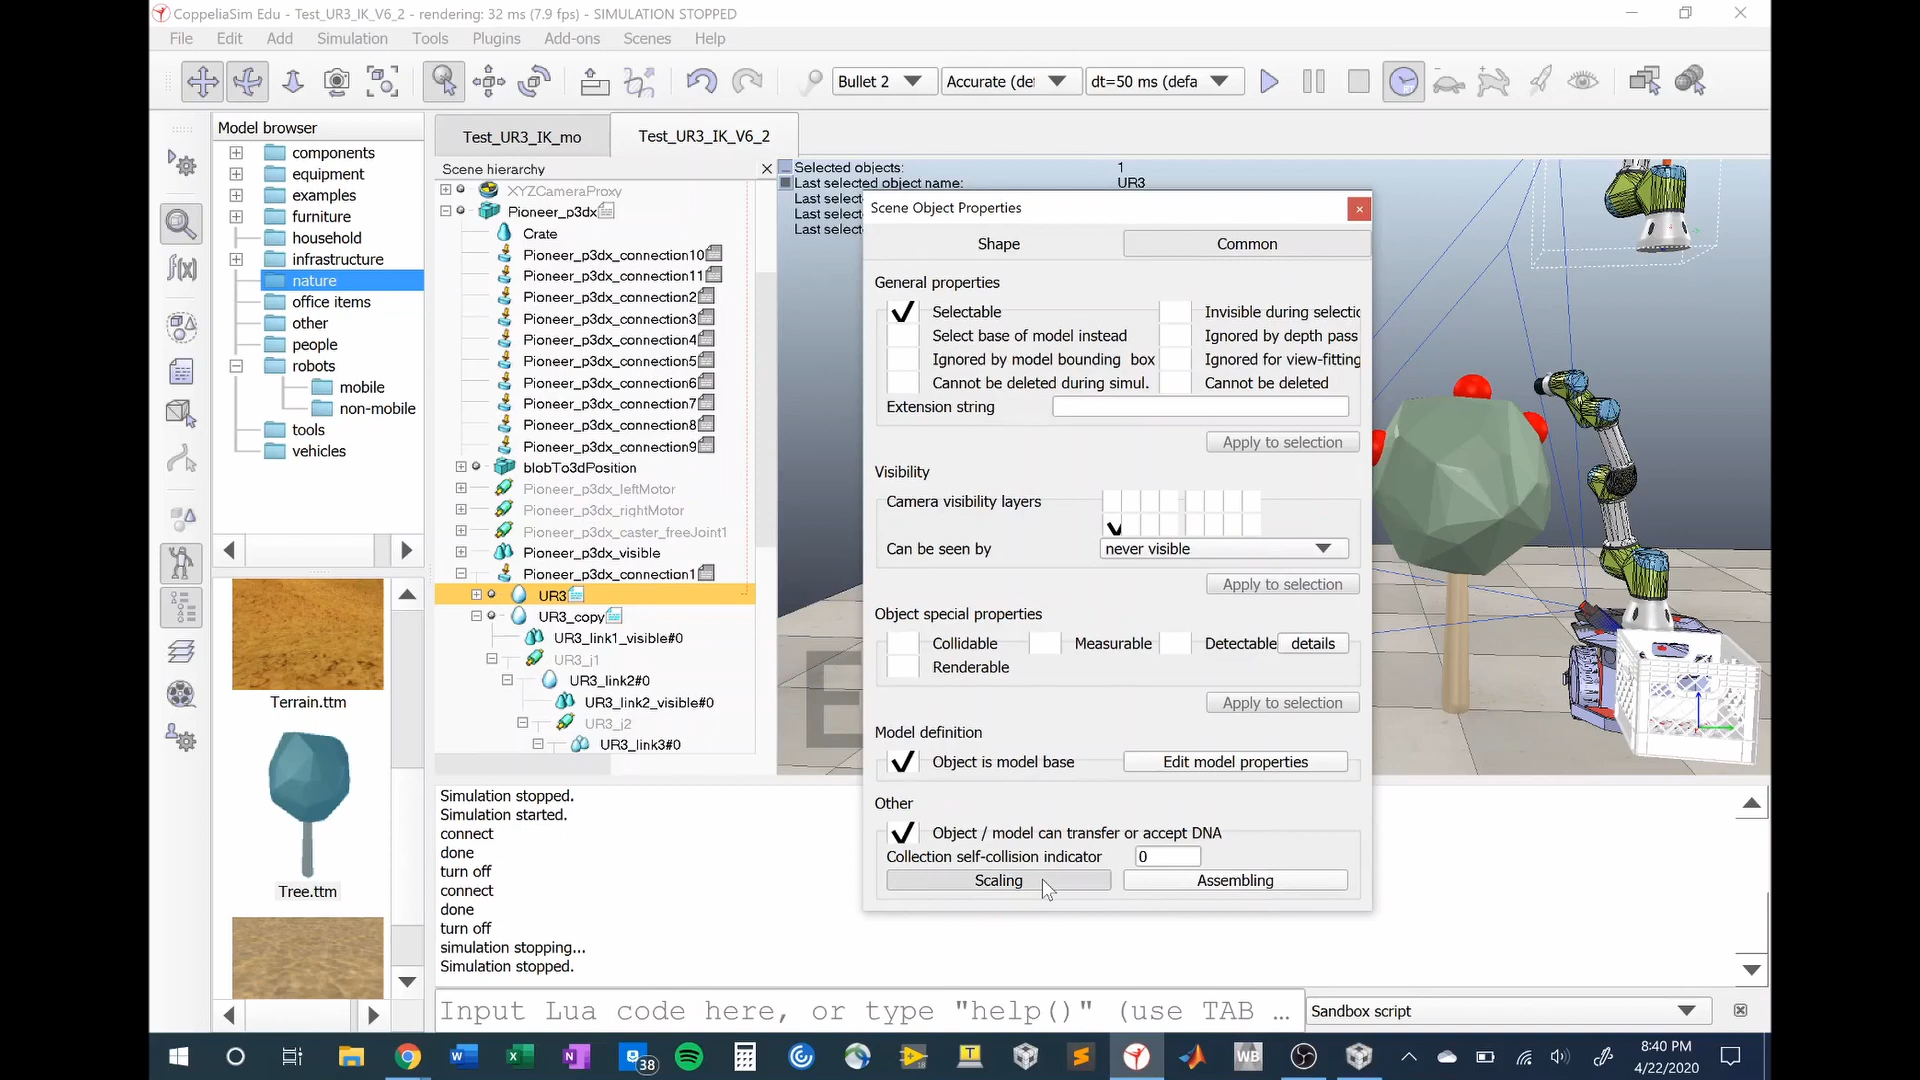 CoppeliaSim Edu - Test_UR3_IK_V6_2 - rendering: 32 ms (7.9 fps) - SIMULATION STOPPED
File Edit Add Simulation Tools Plugins Add-ons Scenes Help
Bullet 2 Accurate (de dt=50 ms (defa RT
Model browser
components
equipment
examples
furniture
household
infrastructure
nature
office items
other
people
robots
mobile
non-mobile
tools
vehicles
Terrain.ttm
Tree.ttm
Test_UR3_IK_mo Test_UR3_IK_V6_2
Scene hierarchy
XYZCameraProxy
Pioneer_p3dx
Crate
Pioneer_p3dx_connection10
Pioneer_p3dx_connection11
Pioneer_p3dx_connection2
Pioneer_p3dx_connection3
Pioneer_p3dx_connection4
Pioneer_p3dx_connection5
Pioneer_p3dx_connection6
Pioneer_p3dx_connection7
Pioneer_p3dx_connection8
Pioneer_p3dx_connection9
blobTo3dPosition
Pioneer_p3dx_leftMotor
Pioneer_p3dx_rightMotor
Pioneer_p3dx_caster_freeJoint1
Pioneer_p3dx_visible
Pioneer_p3dx_connection1
UR3
UR3_copy
UR3_link1_visible#0
UR3_j1
UR3_link2#0
UR3_link2_visible#0
UR3_j2
UR3_link3#0
Selected objects: 1
Last selected object name: UR3
Last selec
Last selec
Last selec
Scene Object Properties
Shape Common
General properties
Selectable Invisible during selectic
Select base of model instead Ignored by depth pass
Ignored by model bounding box Ignored for view-fitting
Cannot be deleted during simul. Cannot be deleted
Extension string
Apply to selection
Visibility
Camera visibility layers
Can be seen by never visible
Apply to selection
Object special properties
Collidable Measurable Detectable details
Renderable
Apply to selection
Model definition
Object is model base Edit model properties
Other
Object / model can transfer or accept DNA
Collection self-collision indicator 0
Scaling Assembling
Simulation stopped.
Simulation started.
connect
done
turn off
connect
done
turn off
simulation stopping...
Simulation stopped.
Input Lua code here, or type "help()" (use TAB ...
Sandbox script
38
WB
8:40 PM
4/22/2020